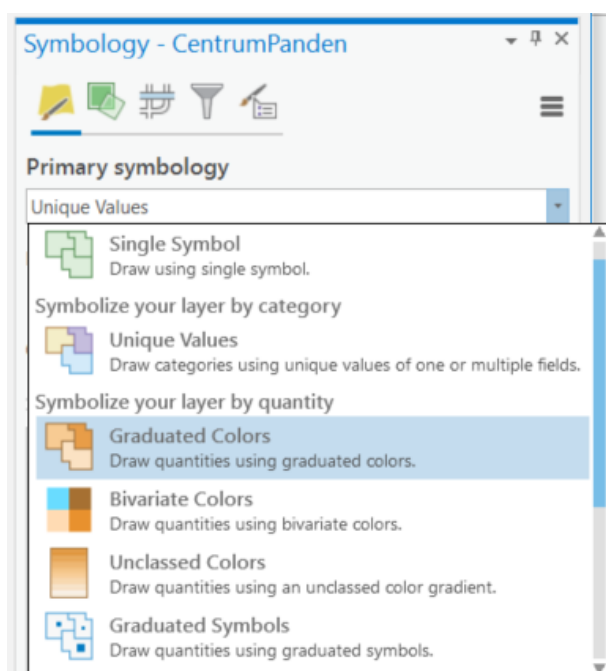 Symbology - CentrumPanden
Primary symbology
Unique Values
Single Symbol
Draw using single symbol.
Symbolize your layer by category
Unique Values
Draw categories using unique values of one or multiple fields.
Symbolize your layer by quantity
Graduated Colors
Draw quantities using graduated colors.
Bivariate Colors
Draw quantities using bivariate colors.
Unclassed Colors
Draw quantities using an unclassed color gradient.
Graduated Symbols
Draw quantities using graduated symbols.